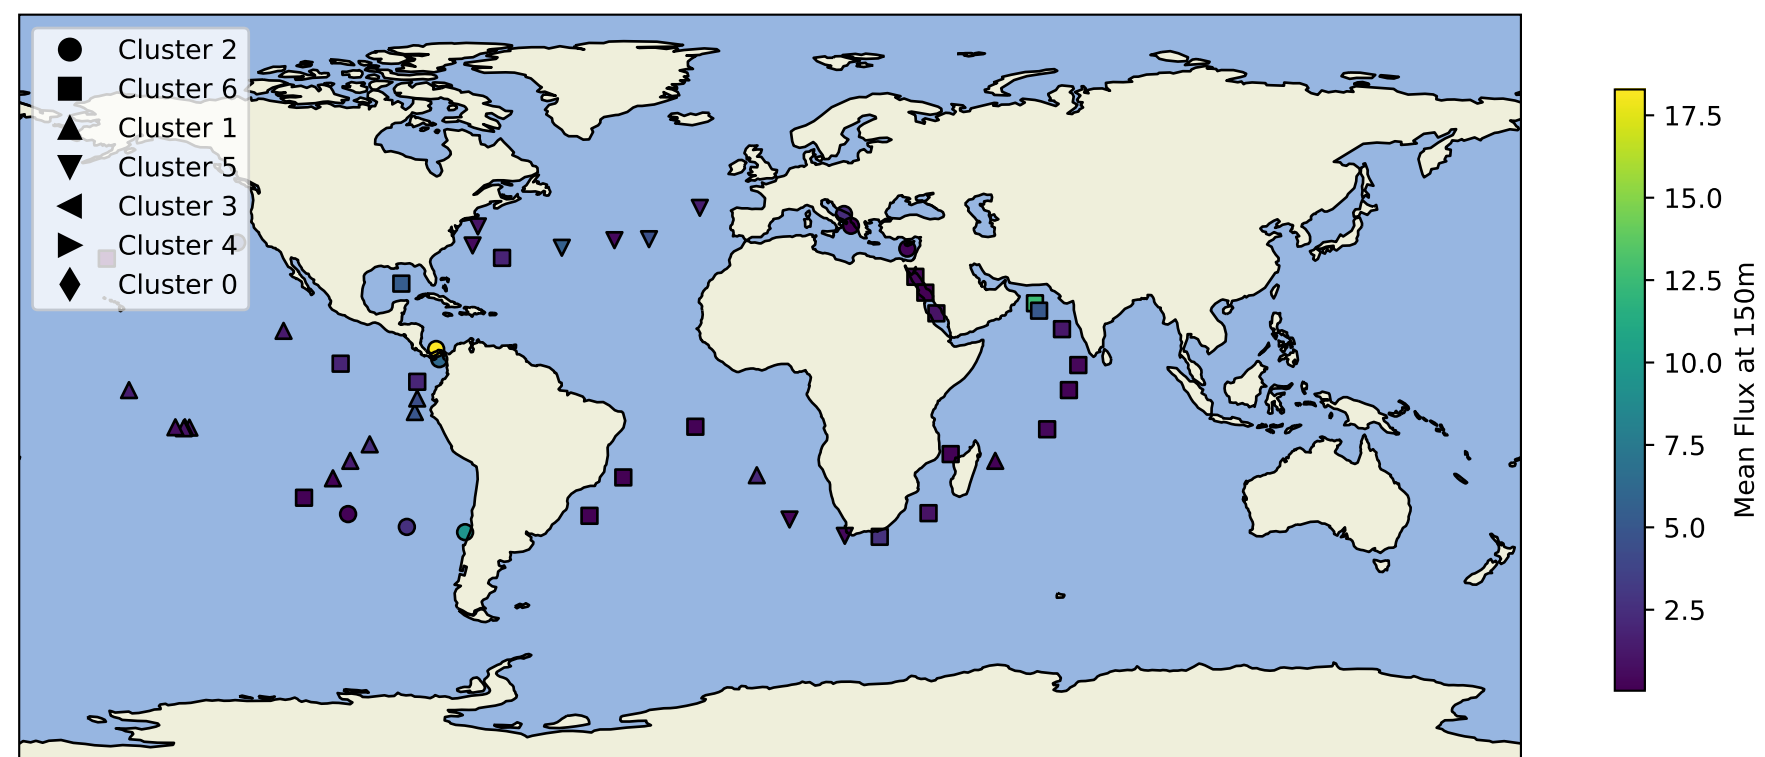 Cluster 2
Cluster 6
Cluster 1
Cluster 5
Cluster 3
Cluster 4
Cluster 0
17.5
15.0
12.5
10.0
7.5
5.0
2.5
Mean Flux at 150m